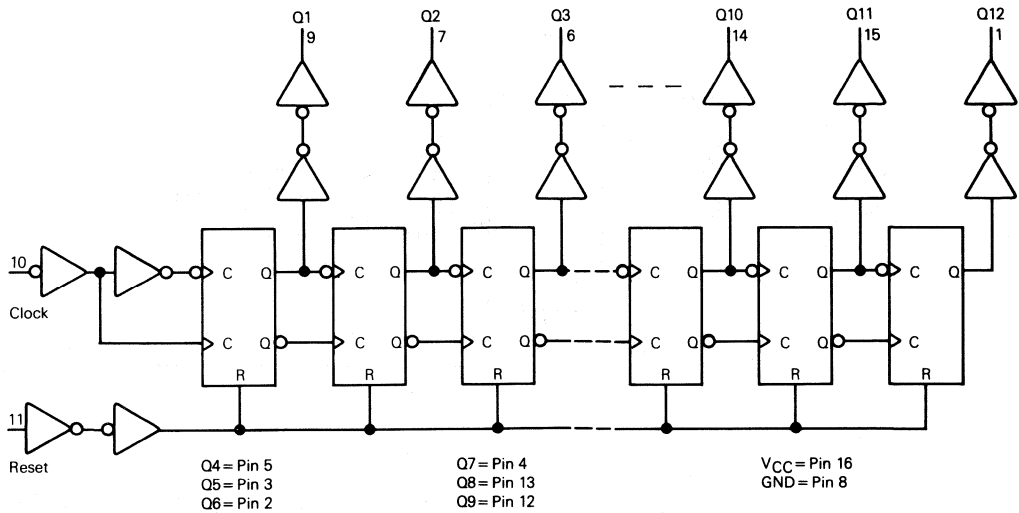 Q1 Q2 Q3 Q10 Q11 Q12
9 7 6 14 15 1
10 C Q C Q C Q C Q C Q C Q
Clock
C Q C Q C Q C Q C Q C
R R R R R R
11
Reset
Q4 = Pin 5 Q7 = Pin 4 VCC = Pin 16
Q5 = Pin 3 Q8 = Pin 13 GND = Pin 8
Q6 = Pin 2 Q9 = Pin 12